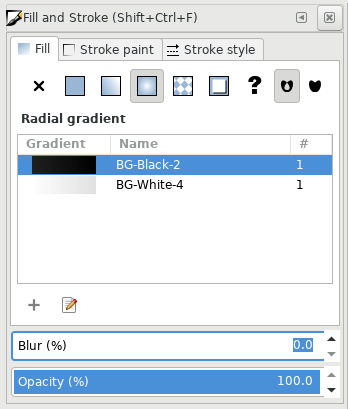 Fill and Stroke (Shift+Ctrl+F)
Fill Stroke paint Stroke style
Radial gradient
Gradient Name #
BG-Black-2 1
BG-White-4 1
Blur (%) 0.0
Opacity (%) 100.0